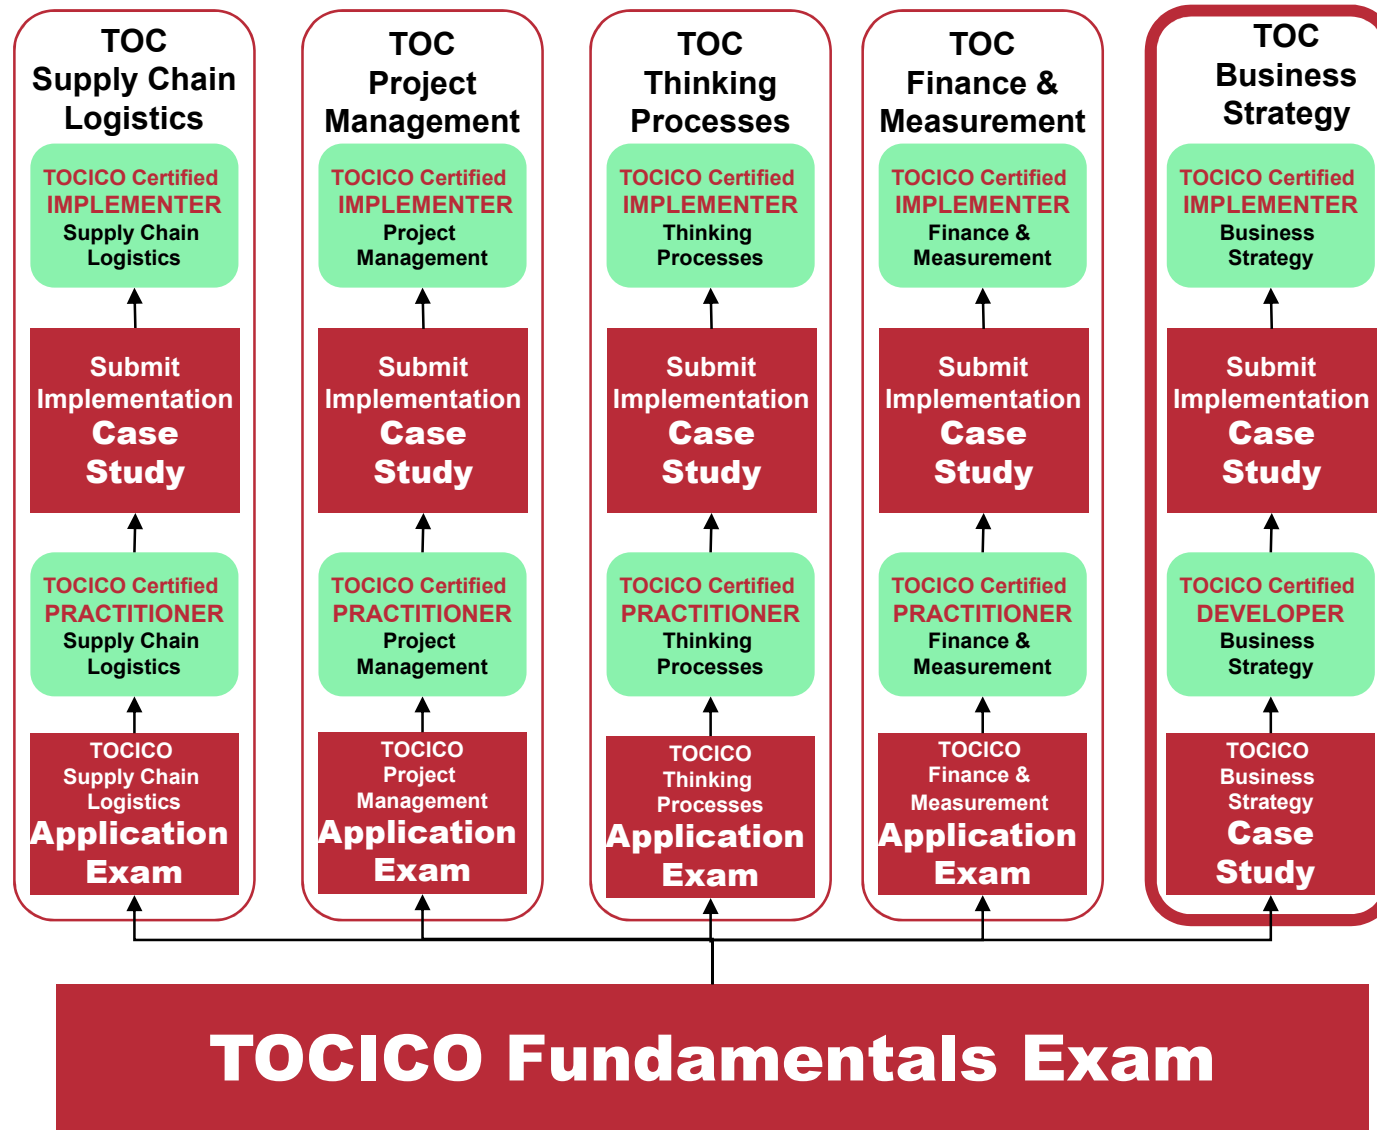 TOC
Supply Chain
Logistics
TOCICO Certified
IMPLEMENTER
Supply Chain
Logistics
Submit
Implementation
Case
Study
TOCICO Certified
PRACTITIONER
Supply Chain
Logistics
TOCICO
Supply Chain
Logistics
Application
Exam
TOC
Project
Management
TOCICO Certified
IMPLEMENTER
Project
Management
Submit
Implementation
Case
Study
TOCICO Certified
PRACTITIONER
Project
Management
TOCICO
Project
Management
Application
Exam
TOC
Thinking
Processes
TOCICO Certified
IMPLEMENTER
Thinking
Processes
Submit
Implementation
Case
Study
TOCICO Certified
PRACTITIONER
Thinking
Processes
TOCICO
Thinking
Processes
Application
Exam
TOC
Finance &
Measurement
TOCICO Certified
IMPLEMENTER
Finance &
Measurement
Submit
Implementation
Case
Study
TOCICO Certified
PRACTITIONER
Finance &
Measurement
TOCICO
Finance &
Measurement
Application
Exam
TOC
Business
Strategy
TOCICO Certified
IMPLEMENTER
Business
Strategy
Submit
Implementation
Case
Study
TOCICO Certified
DEVELOPER
Business
Strategy
TOCICO
Business
Strategy
Case
Study
TOCICO Fundamentals Exam